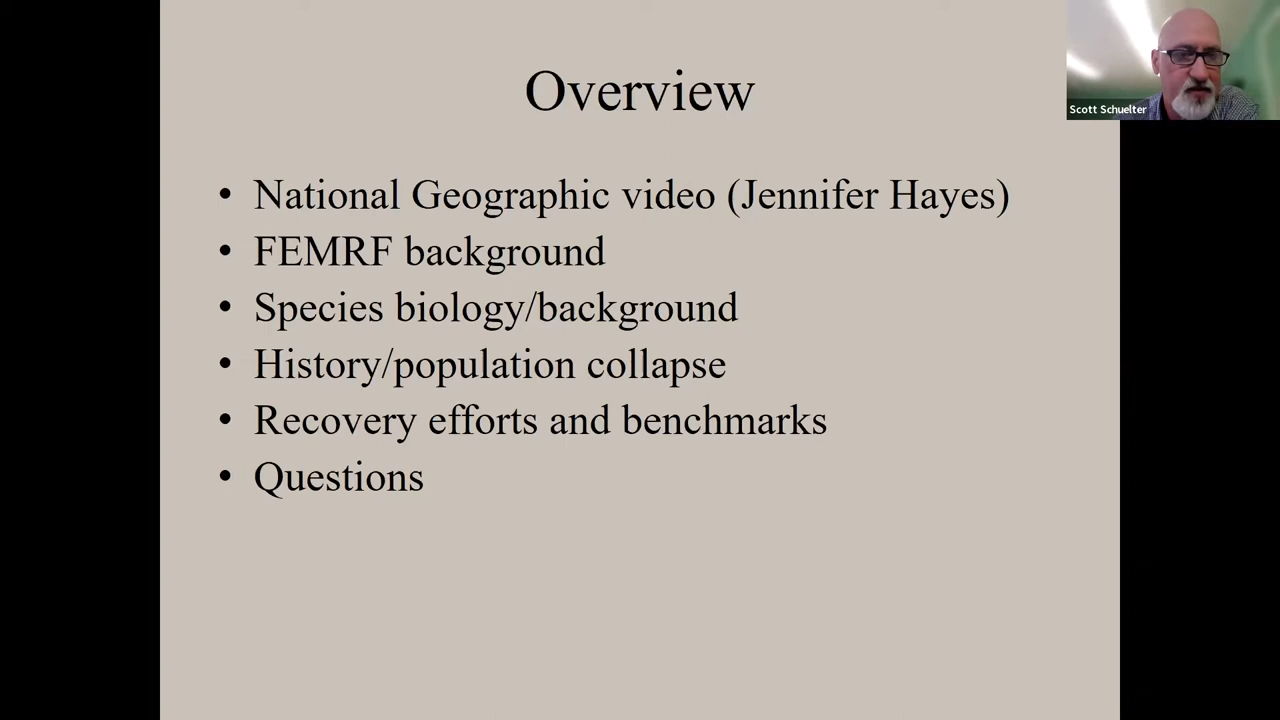 Overview
• National Geographic video (Jennifer Hayes)
• FEMRF background
• Species biology/background
• History/population collapse
• Recovery efforts and benchmarks
• Questions
Scott Schuelter